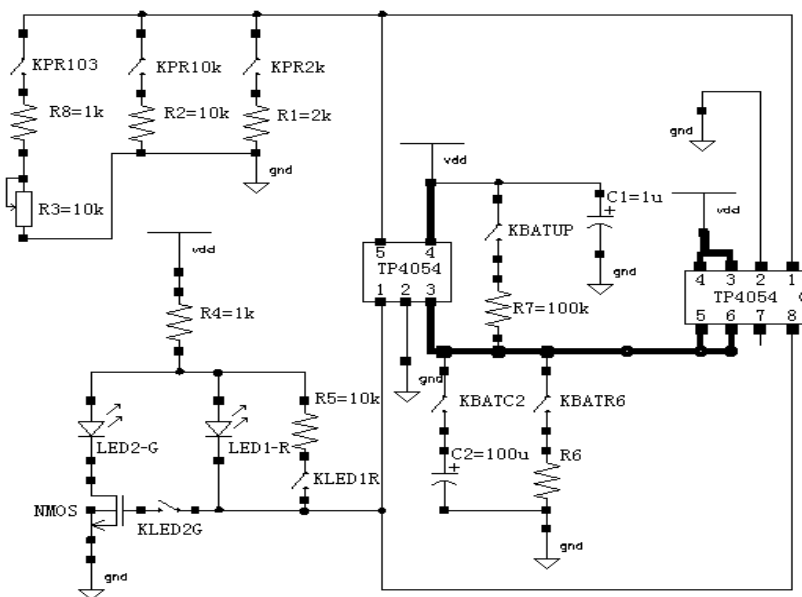 KPR103 KPR10k KPR2k
R8=1k R2=10k R1=2k
gnd
vdd
gnd
R3=10k
C1=1u
vdd
KBATUP
5 4
TP4054
1 2 3
4 3 2 1
TP4054
5 6 7 8
vdd
R7=100k
gnd
R4=1k
gnd
R5=10k
KBATC2 KBATR6
LED2-G LED1-R
C2=100u R6
KLED1R
NMOS
KLED2G
gnd
gnd